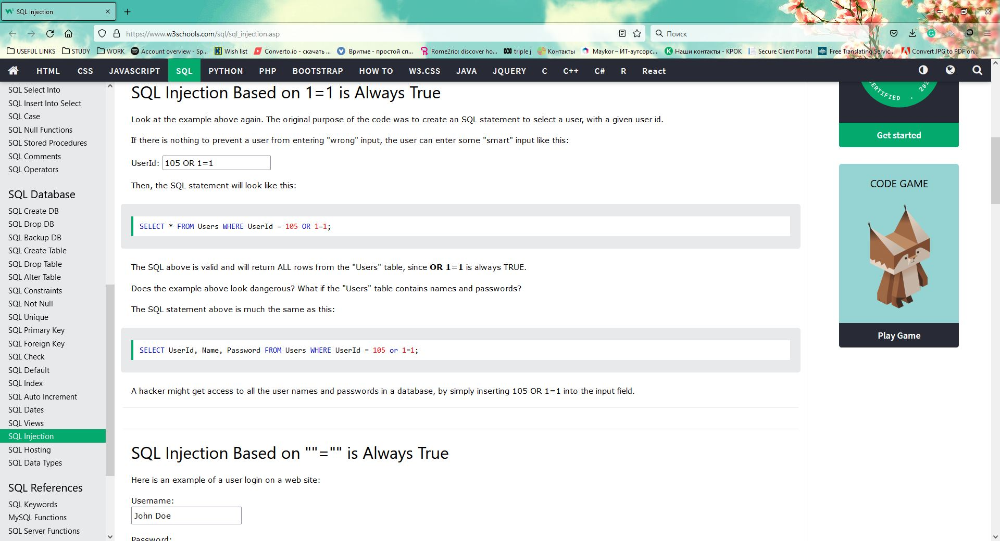 SQL Injection
https://www.w3schools.com/sql/sql_injection.asp
Поиск
USEFUL LINKS STUDY WORK Account overview - Sp... Wish list Converto.io - скачать ... Вритме - простой сп... Rome2rio: discover ho... triple j Контакты Maykor – ИТ-аутсорс... Наши контакты - КРОК Secure Client Portal Free Translating Servic... Convert JPG to PDF on...
HTML CSS JAVASCRIPT SQL PYTHON PHP BOOTSTRAP HOW TO W3.CSS JAVA JQUERY C C++ C# R React
SQL Select Into
SQL Insert Into Select
SQL Case
SQL Null Functions
SQL Stored Procedures
SQL Comments
SQL Operators
SQL Database
SQL Create DB
SQL Drop DB
SQL Backup DB
SQL Create Table
SQL Drop Table
SQL Alter Table
SQL Constraints
SQL Not Null
SQL Unique
SQL Primary Key
SQL Foreign Key
SQL Check
SQL Default
SQL Index
SQL Auto Increment
SQL Dates
SQL Views
SQL Injection
SQL Hosting
SQL Data Types
SQL References
SQL Keywords
MySQL Functions
SQL Server Functions
SQL Injection Based on 1=1 is Always True
Look at the example above again. The original purpose of the code was to create an SQL statement to select a user, with a given user id.
If there is nothing to prevent a user from entering "wrong" input, the user can enter some "smart" input like this:
UserId: 105 OR 1=1
Then, the SQL statement will look like this:
SELECT * FROM Users WHERE UserId = 105 OR 1=1;
The SQL above is valid and will return ALL rows from the "Users" table, since OR 1=1 is always TRUE.
Does the example above look dangerous? What if the "Users" table contains names and passwords?
The SQL statement above is much the same as this:
SELECT UserId, Name, Password FROM Users WHERE UserId = 105 or 1=1;
A hacker might get access to all the user names and passwords in a database, by simply inserting 105 OR 1=1 into the input field.
SQL Injection Based on ""="" is Always True
Here is an example of a user login on a web site:
Username:
John Doe
Password:
CERTIFIED . 202
Get started
CODE GAME
Play Game